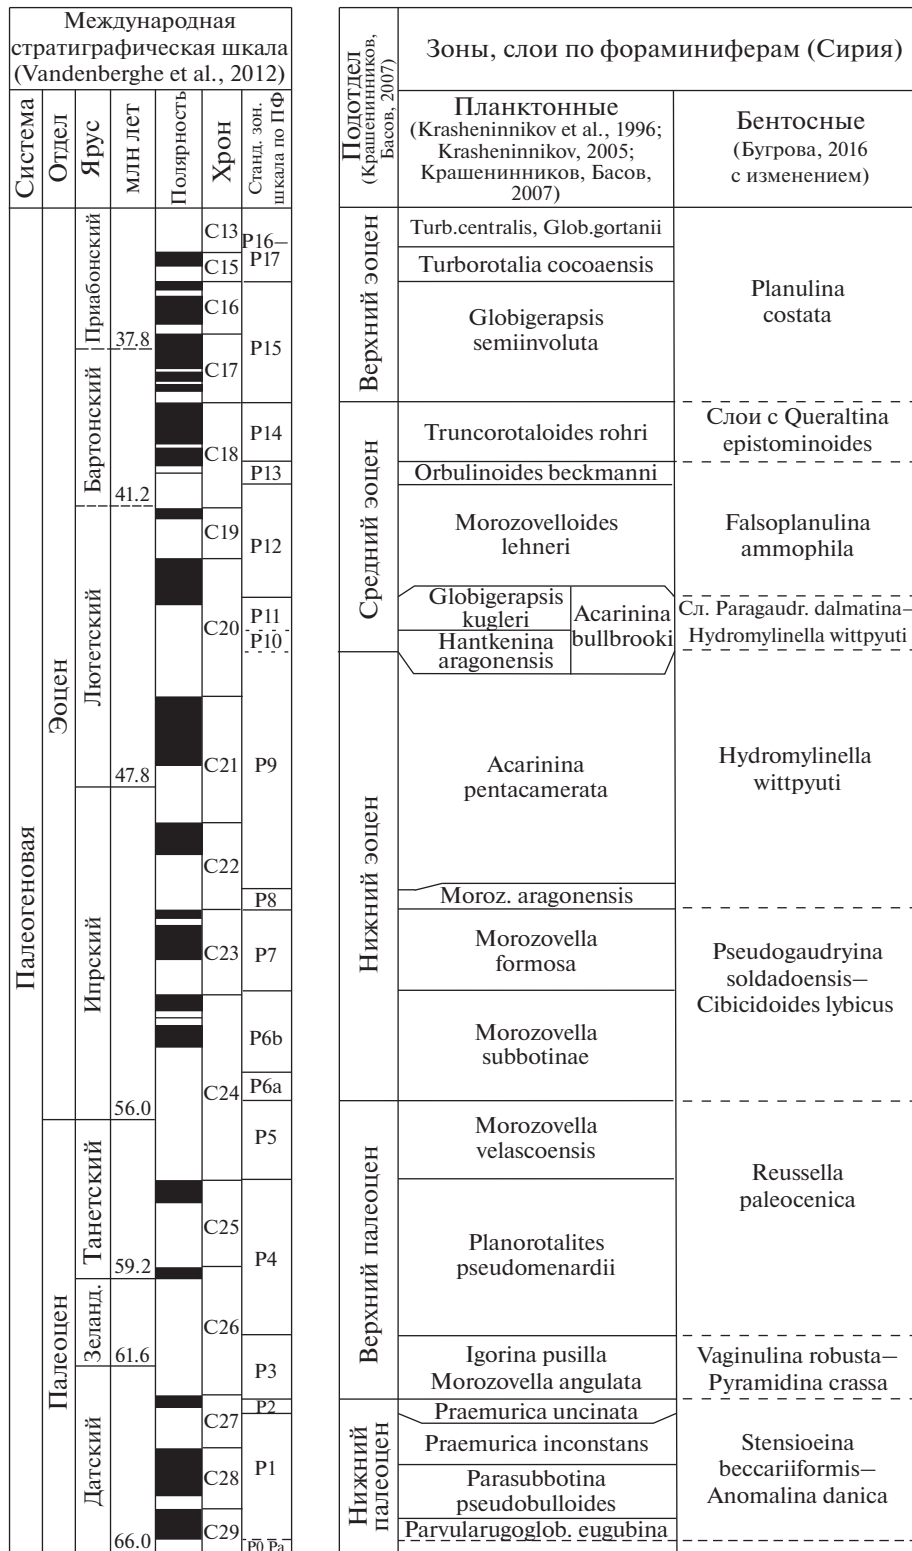 Международная
стратиграфическая шкала
(Vandenberghe et al., 2012)
Система
Отдел
Ярус
млн лет
Полярность
Хрон
Станд. зон.
шкала по ПФ
Палеогеновая
Эоцен
Палеоцен
Приабонский
Бартонский
Лютетский
Ипрский
Танетский
Зеланд.
Датский
37.8
41.2
47.8
56.0
59.2
61.6
66.0
C13
C15
C16
C17
C18
C19
C20
C21
C22
C23
C24
C25
C26
C27
C28
C29
P16–
P17
P15
P14
P13
P12
P11
P10
P9
P8
P7
P6b
P6a
P5
P4
P3
P2
P1
P0 Pa
Подотдел
(Крашенинников,
Басов, 2007)
Зоны, слои по фораминиферам (Сирия)
Планктонные
(Krasheninnikov et al., 1996;
Krasheninnikov, 2005;
Крашенинников, Басов,
2007)
Бентосные
(Бугрова, 2016
с изменением)
Верхний эоцен
Средний эоцен
Нижний эоцен
Верхний палеоцен
Нижний
палеоцен
Turb.centralis, Glob.gortanii
Turborotalia cocoaensis
Globigerapsis
semiinvoluta
Truncorotaloides rohri
Orbulinoides beckmanni
Morozovelloides
lehneri
Globigerapsis
kugleri
Hantkenina
aragonensis
Acarinina
bullbrooki
Acarinina
pentacamerata
Moroz. aragonensis
Morozovella
formosa
Morozovella
subbotinae
Morozovella
velascoensis
Planorotalites
pseudomenardii
Igorina pusilla
Morozovella angulata
Praemurica uncinata
Praemurica inconstans
Parasubbotina
pseudobulloides
Parvularugoglob. eugubina
Planulina
costata
Слои с Queraltina
epistominoides
Falsoplanulina
ammophila
Сл. Paragaudr. dalmatina–
Hydromylinella wittpyuti
Hydromylinella
wittpyuti
Pseudogaudryina
soldadoensis–
Cibicidoides lybicus
Reussella
paleocenica
Vaginulina robusta–
Pyramidina crassa
Stensioeina
beccariiformis–
Anomalina danica